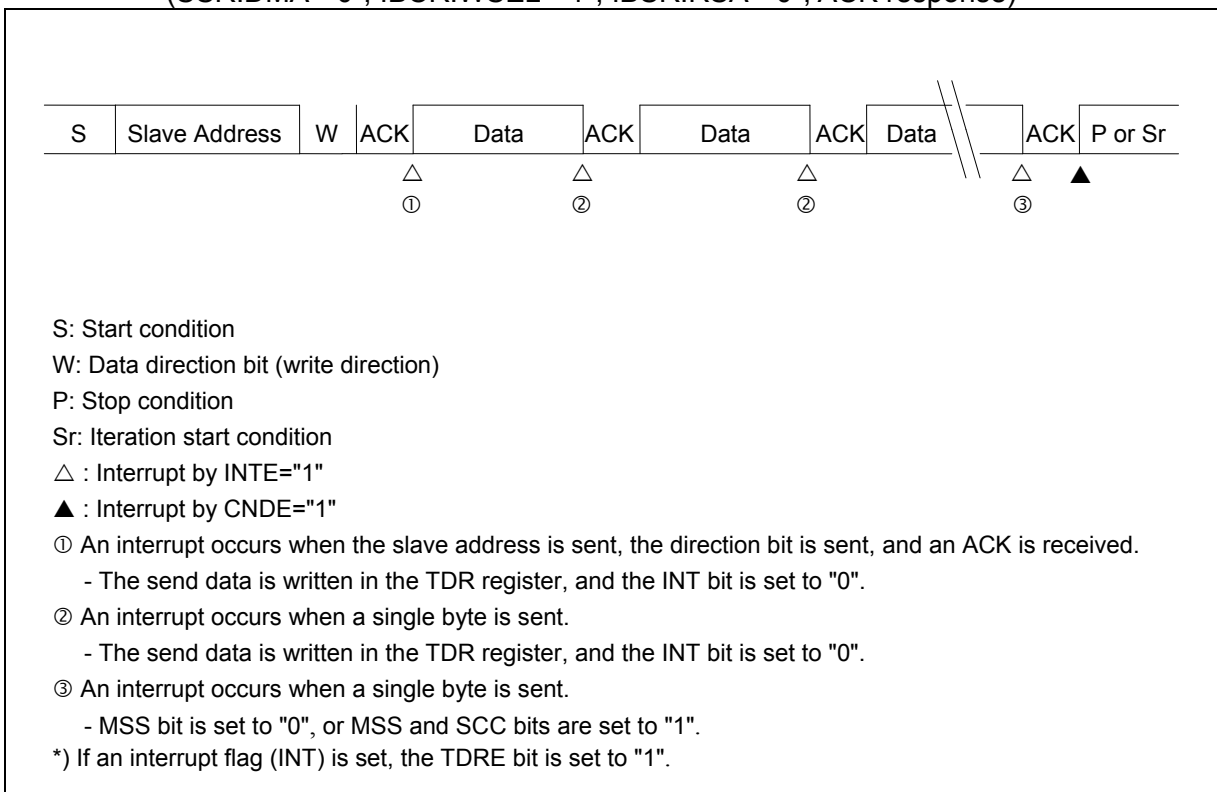 S Slave Address W ACK Data ACK Data ACK Data ACK P or Sr
△ △ △ △ ▲
① ② ② ③
S: Start condition
W: Data direction bit (write direction)
P: Stop condition
Sr: Iteration start condition
△ : Interrupt by INTE="1"
▲ : Interrupt by CNDE="1"
① An interrupt occurs when the slave address is sent, the direction bit is sent, and an ACK is received.
- The send data is written in the TDR register, and the INT bit is set to "0".
② An interrupt occurs when a single byte is sent.
- The send data is written in the TDR register, and the INT bit is set to "0".
③ An interrupt occurs when a single byte is sent.
- MSS bit is set to "0", or MSS and SCC bits are set to "1".
*) If an interrupt flag (INT) is set, the TDRE bit is set to "1".